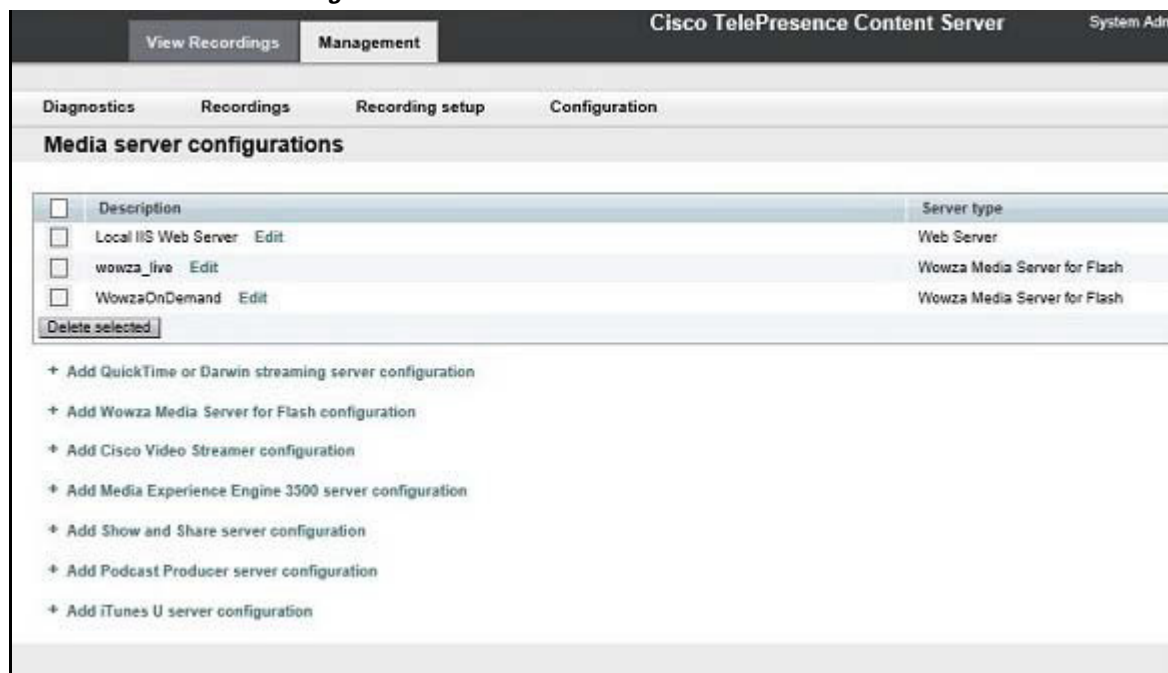 Cisco TelePresence Content Server System Adm
View Recordings Management
Diagnostics Recordings Recording setup Configuration
Media server configurations
Description Server type
Local IIS Web Server Edit Web Server
wowza_live Edit Wowza Media Server for Flash
WowzaOnDemand Edit Wowza Media Server for Flash
Delete selected
+ Add QuickTime or Darwin streaming server configuration
+ Add Wowza Media Server for Flash configuration
+ Add Cisco Video Streamer configuration
+ Add Media Experience Engine 3500 server configuration
+ Add Show and Share server configuration
+ Add Podcast Producer server configuration
+ Add iTunes U server configuration